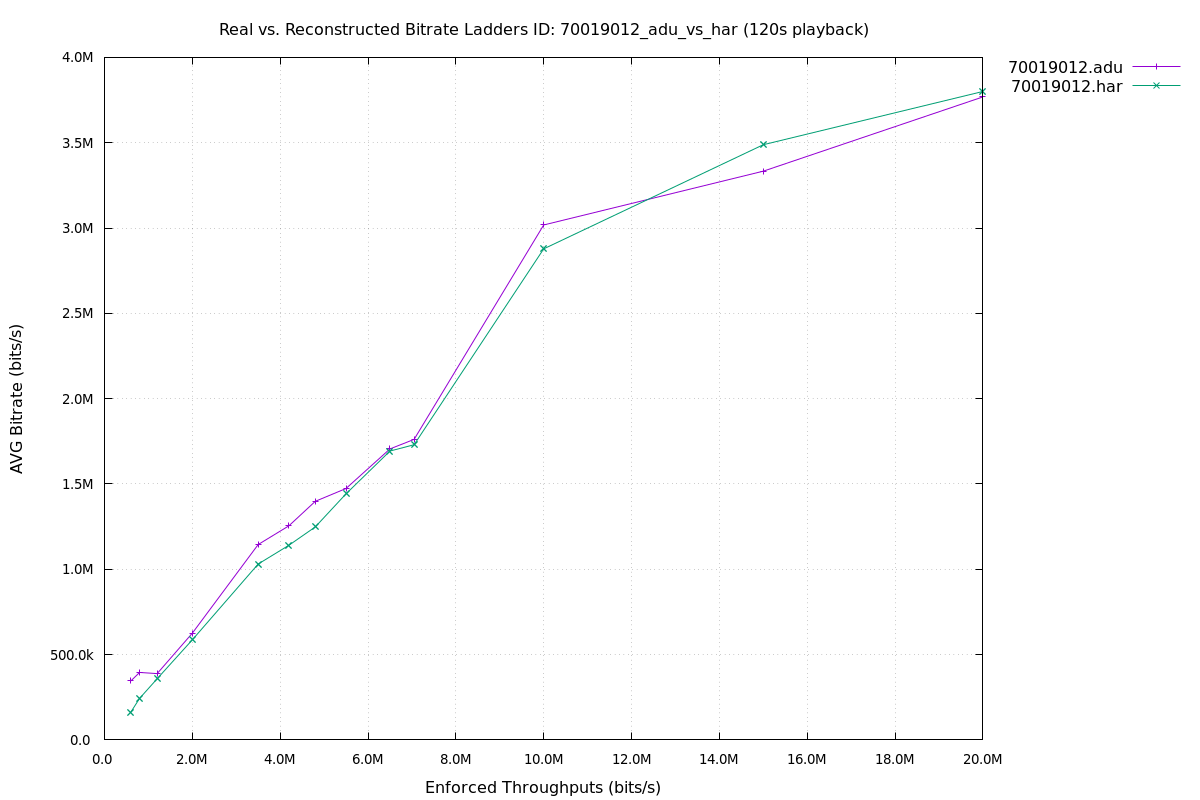 Real vs. Reconstructed Bitrate Ladders ID: 70019012_adu_vs_har (120s playback)
70019012.adu
70019012.har
4.0M
3.5M
3.0M
2.5M
2.0M
1.5M
1.0M
500.0k
0.0
AVG Bitrate (bits/s)
0.0 2.0M 4.0M 6.0M 8.0M 10.0M 12.0M 14.0M 16.0M 18.0M 20.0M
Enforced Throughputs (bits/s)